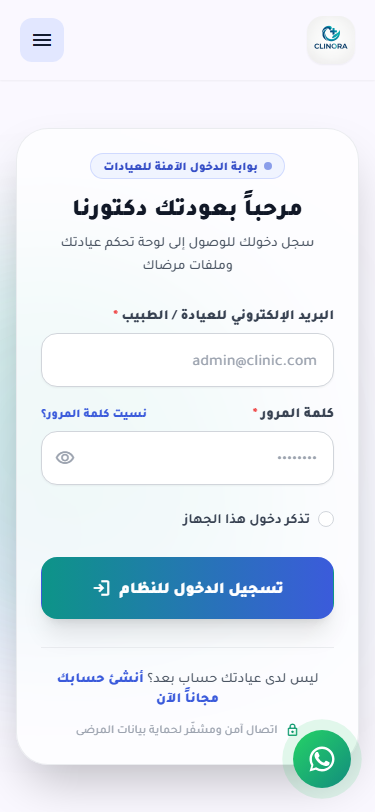 CLINORA
بوابة الدخول الآمنة للعيادات
مرحباً بعودتك دكتورنا
سجل دخولك للوصول إلى لوحة تحكم عيادتك
وملفات مرضاك
البريد الإلكتروني للعيادة / الطبيب *
admin@clinic.com
كلمة المرور *
نسيت كلمة المرور؟
••••••••
تذكر دخول هذا الجهاز
تسجيل الدخول للنظام
ليس لدى عيادتك حساب بعد؟ أنشئ حسابك
مجاناً الآن
اتصال آمن ومشفّر لحماية بيانات المرضى